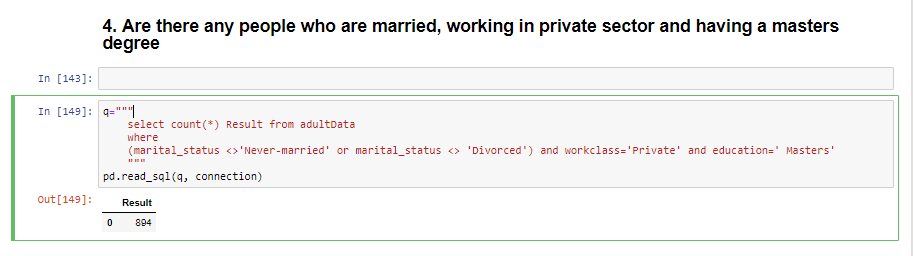 4. Are there any people who are married, working in private sector and having a masters
degree
In [143]:
In [149]: q="""
select count(*) Result from adultData
where
(marital_status <>'Never-married' or marital_status <> 'Divorced') and workclass='Private' and education=' Masters'
"""
pd.read_sql(q, connection)
Out[149]:
Result
0 894